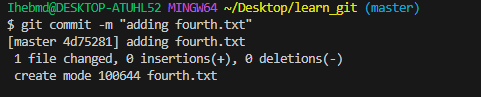 Ihebmd@DESKTOP-ATUHL52 MINGW64 ~/Desktop/learn_git (master)
$ git commit -m "adding fourth.txt"
[master 4d75281] adding fourth.txt
 1 file changed, 0 insertions(+), 0 deletions(-)
 create mode 100644 fourth.txt